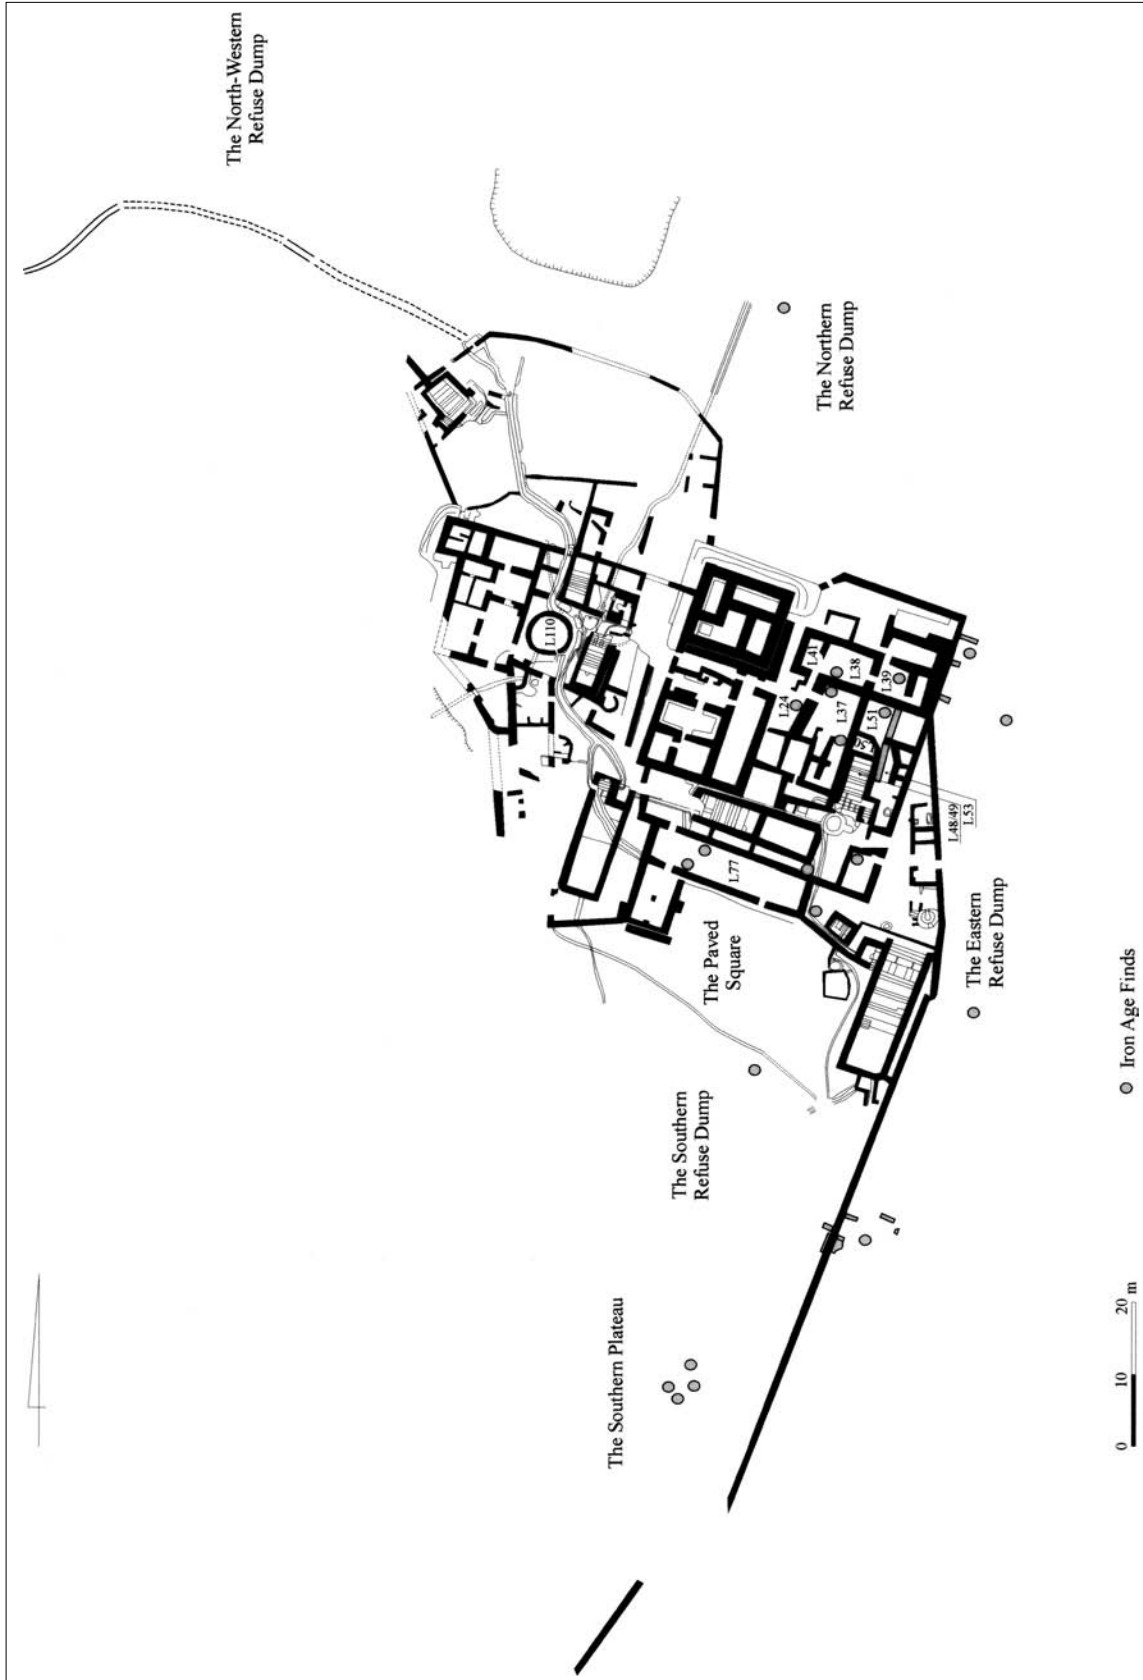 The North-Western
Refuse Dump
The Northern
Refuse Dump
L110
L41
L38
L39
L24
L37
L51
L48/49
L53
L77
The Paved
Square
The Eastern
Refuse Dump
The Southern
Refuse Dump
The Southern Plateau
Iron Age Finds
0 10 20 m